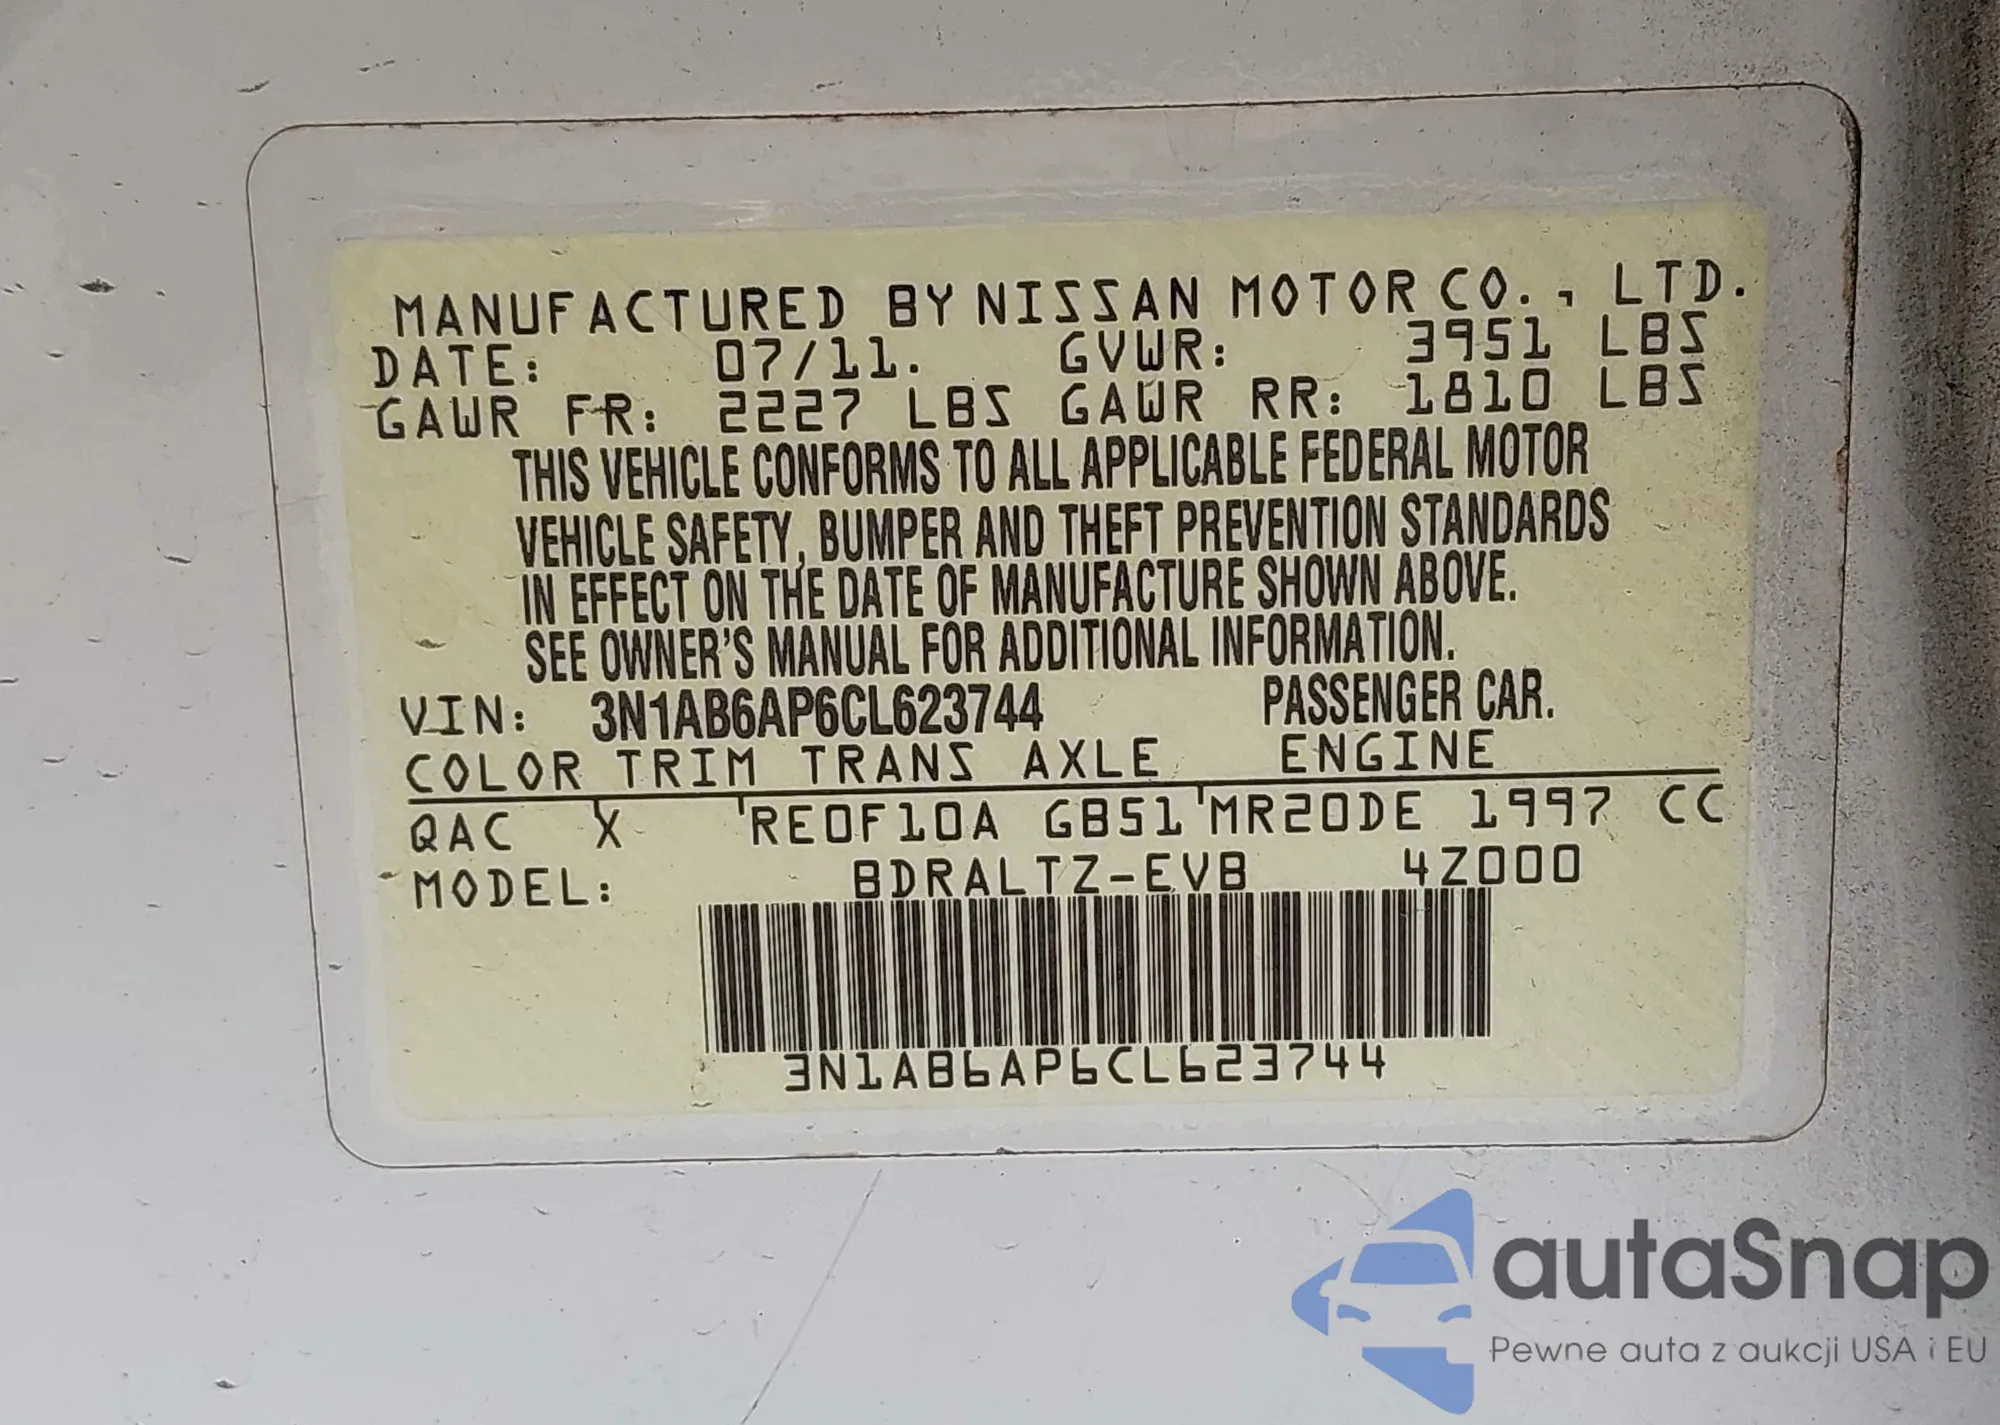 MANUFACTURED BY NISSAN MOTOR CO., LTD.
DATE: 07/11. GVWR: 3951 LBS
GAWR FR: 2227 LBS GAWR RR: 1810 LBS
THIS VEHICLE CONFORMS TO ALL APPLICABLE FEDERAL MOTOR
VEHICLE SAFETY, BUMPER AND THEFT PREVENTION STANDARDS
IN EFFECT ON THE DATE OF MANUFACTURE SHOWN ABOVE.
SEE OWNER'S MANUAL FOR ADDITIONAL INFORMATION.
VIN: 3N1AB6AP6CL623744 PASSENGER CAR.
COLOR TRIM TRANS AXLE ENGINE
QAC X RE0F10A GB51 MR20DE 1997 CC
MODEL: BDRALTZ-EVB 4Z000
3N1AB6AP6CL623744
autaSnap
Pewne auta z aukcji USA i EU